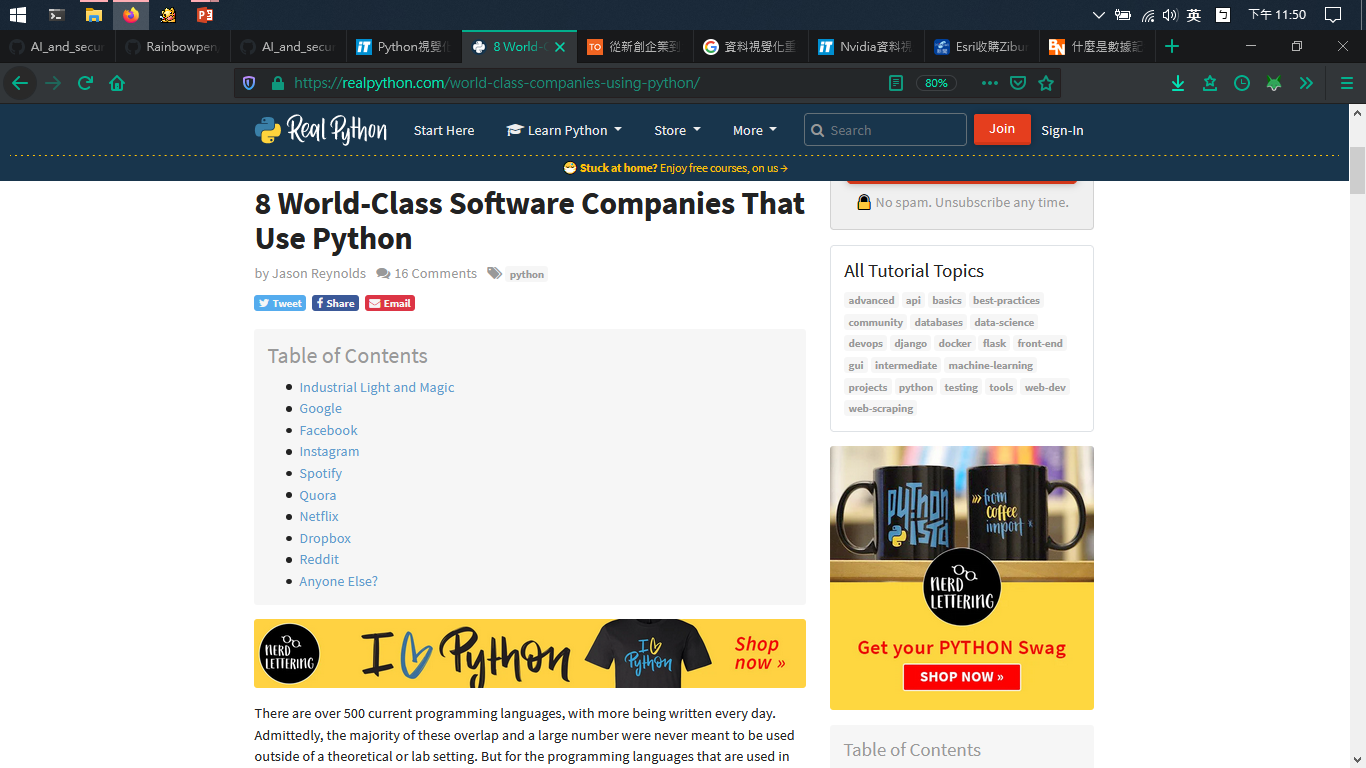 英
下午 11:50
AI_and_secur
Rainbowpen
AI_and_secur
Python視覺化
8 World-C
從新創企業到
資料視覺化重
Nvidia資料視
Esri收購Zibur
什麼是數據記
https://realpython.com/world-class-companies-using-python/
80%
Real Python
Start Here
Learn Python
Store
More
Search
Join
Sign-In
Stuck at home? Enjoy free courses, on us →
8 World-Class Software Companies That
Use Python
by Jason Reynolds
16 Comments
python
Tweet
Share
Email
Table of Contents
Industrial Light and Magic
Google
Facebook
Instagram
Spotify
Quora
Netflix
Dropbox
Reddit
Anyone Else?
NERD
LETTERING
I Python
I Python
Shop
now »
There are over 500 current programming languages, with more being written every day.
Admittedly, the majority of these overlap and a large number were never meant to be used
outside of a theoretical or lab setting. But for the programming languages that are used in
No spam. Unsubscribe any time.
All Tutorial Topics
advanced api basics best-practices
community databases data-science
devops django docker flask front-end
gui intermediate machine-learning
projects python testing tools web-dev
web-scraping
python
ista
from
coffee
import *
NERD
LETTERING
Get your PYTHON Swag
SHOP NOW »
Table of Contents